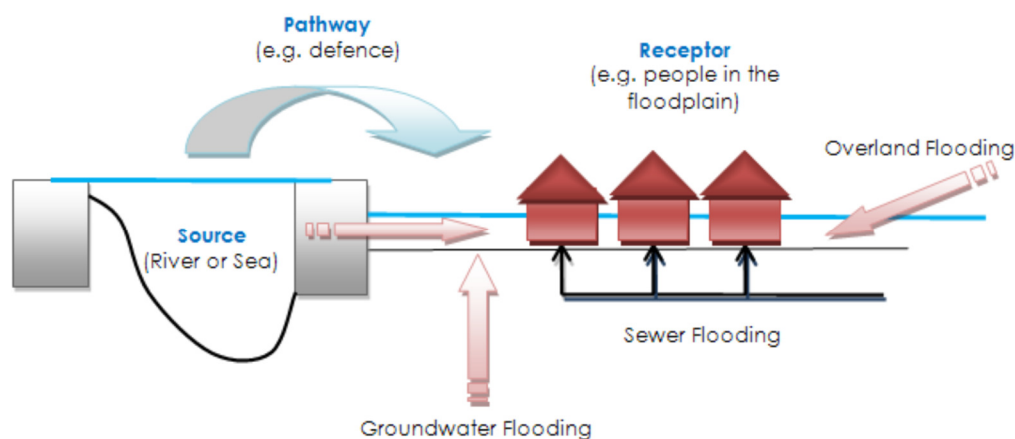 Pathway
(e.g. defence)
Receptor
(e.g. people in the
floodplain)
Overland Flooding
Source
(River or Sea)
Sewer Flooding
Groundwater Flooding